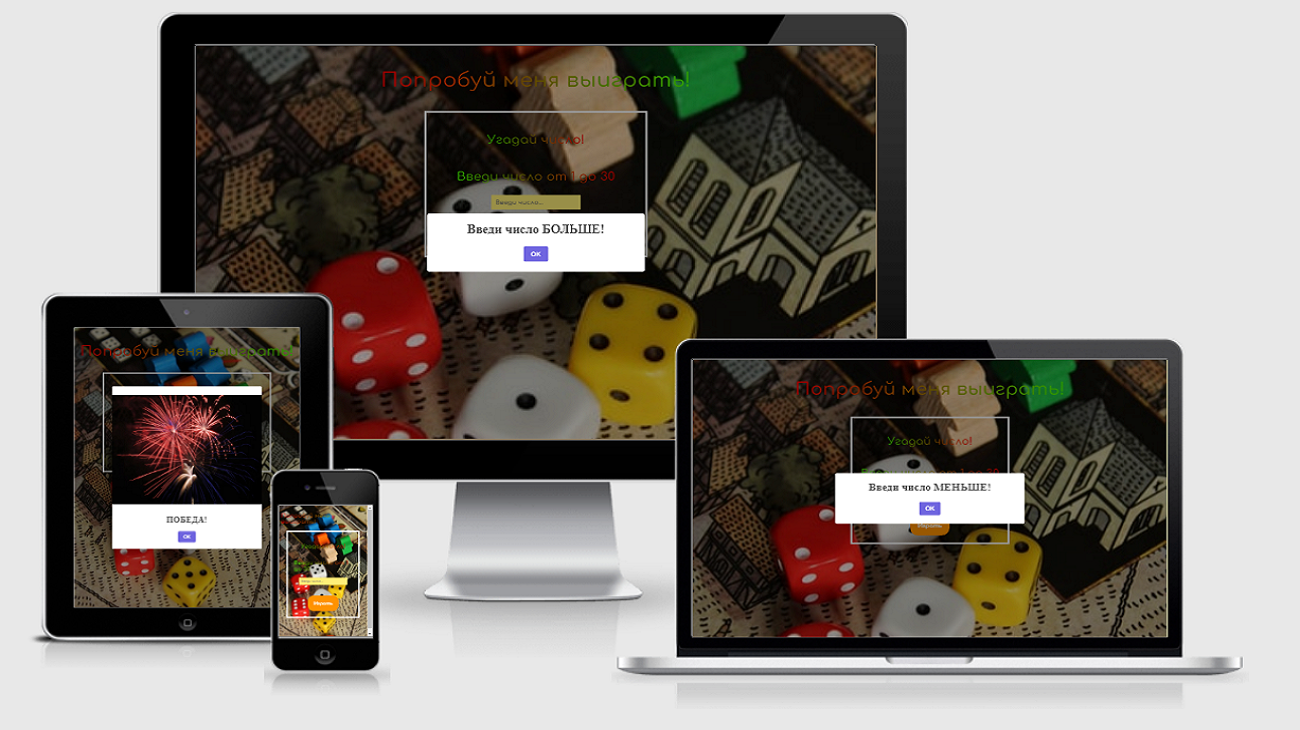 Попробуй меня выиграть!
Угадай число!
Введи число от 1 до 30
Введи число...
Введи число БОЛЬШЕ!
OK
Попробуй меня выиграть!
ПОБЕДА!
OK
Играть
Попробуй меня выиграть!
Угадай число!
Введи число МЕНЬШЕ!
OK
Играть